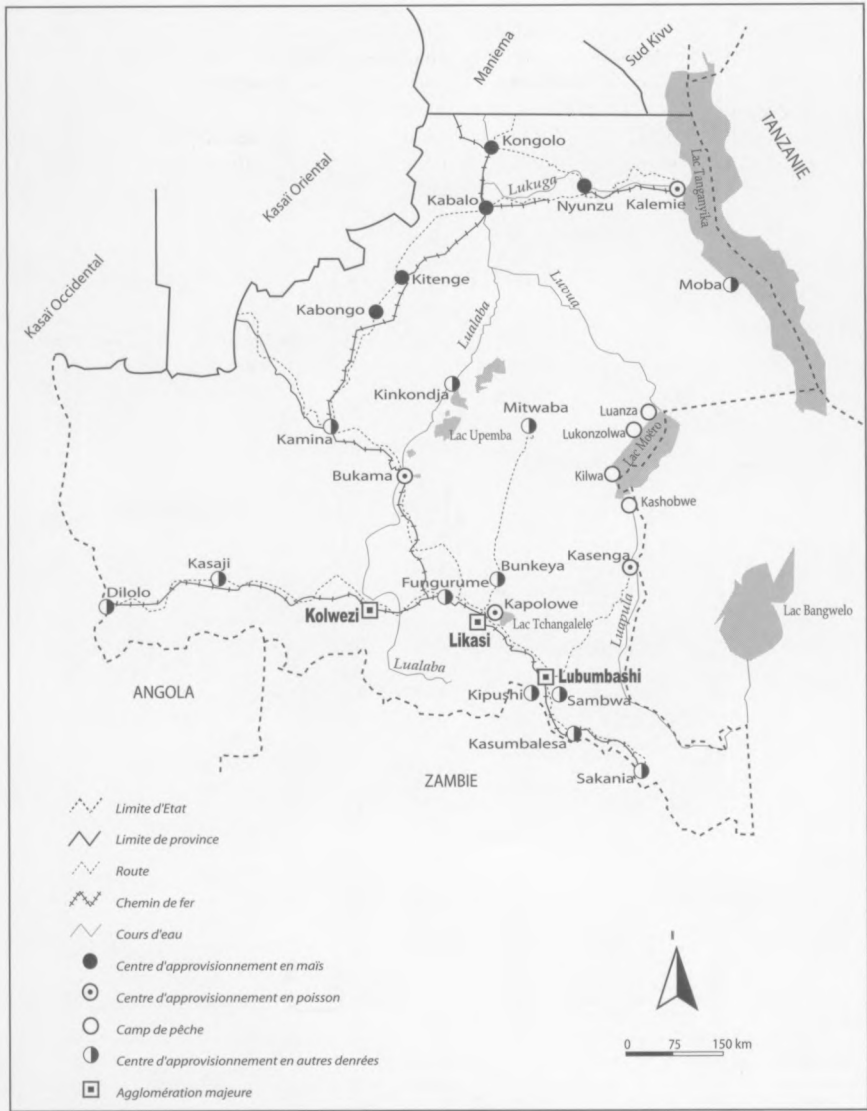 Maniema
Sud Kivu
Kasaï Oriental
Kasaï Occidental
TANZANIE
Kongolo
Lukuga
Lac Tanganyika
Kabalo
Nyunzu
Kalemie
Kitenge
Moba
Kabongo
Lualaba
Luvua
Kinkondja
Mitwaba
Luanza
Kamina
Lac Upemba
Lukonzolwa
Lac Moëro
Bukama
Kilwa
Kashobwe
Kasenga
Kasaji
Bunkeya
Dilolo
Fungurume
Kolwezi
Kapolowe
Lac Tchangalelo
Luapula
Lac Bangwelo
Likasi
Lualaba
Lubumbashi
ANGOLA
Kipushi
Sambwa
Kasumbalesa
ZAMBIE
Sakania
Limite d'Etat
Limite de province
Route
Chemin de fer
Cours d'eau
Centre d'approvisionnement en maïs
Centre d'approvisionnement en poisson
Camp de pêche
Centre d'approvisionnement en autres denrées
Agglomération majeure
0 75 150 km